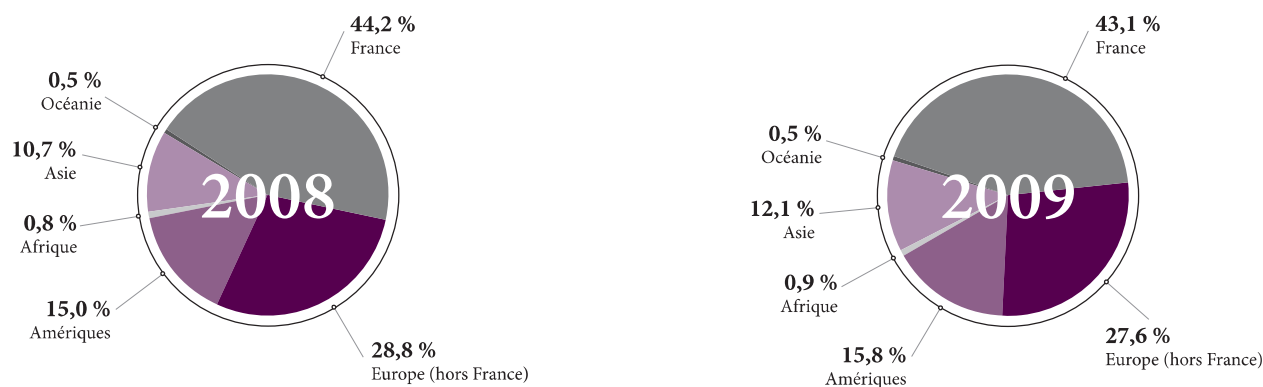 44,2 %
France
0,5 %
Océanie
10,7 %
Asie
0,8 %
Afrique
15,0 %
Amériques
28,8 %
Europe (hors France)
2008
43,1 %
France
0,5 %
Océanie
12,1 %
Asie
0,9 %
Afrique
15,8 %
Amériques
27,6 %
Europe (hors France)
2009